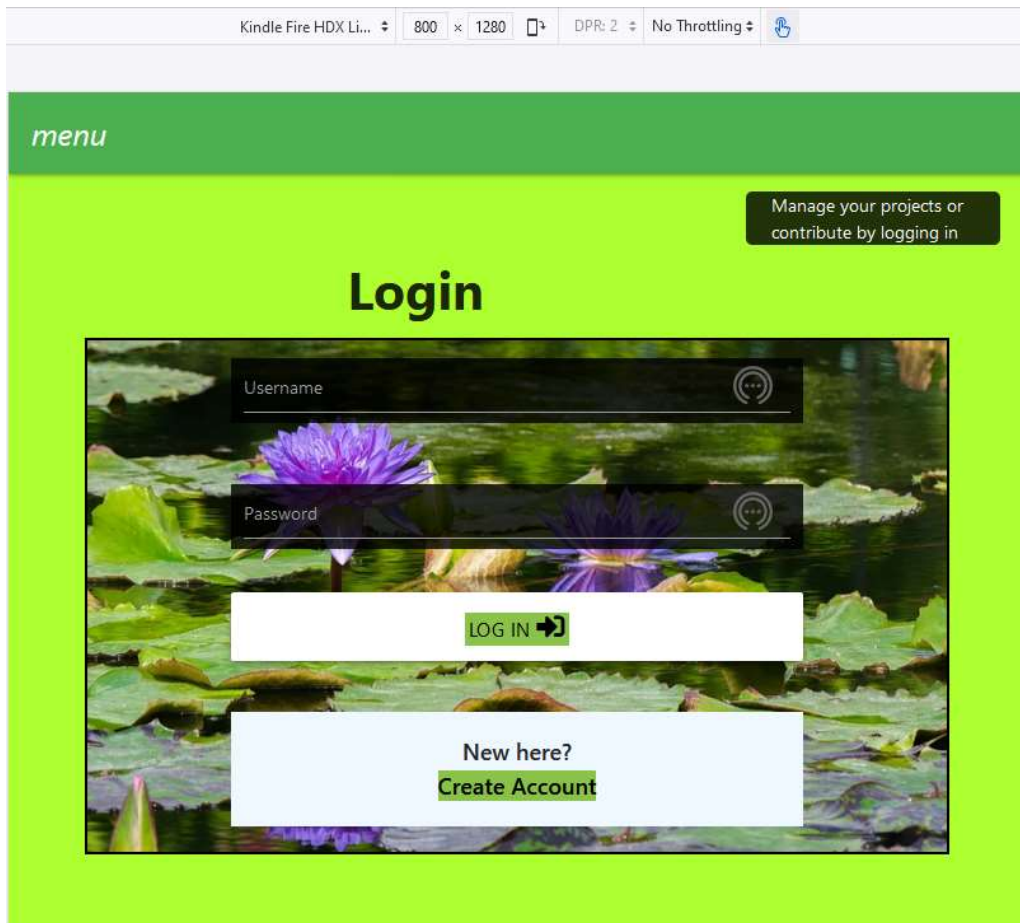 Kindle Fire HDX Li... 800 × 1280 DPR: 2 No Throttling
menu
Manage your projects or
contribute by logging in
Login
Username
Password
LOG IN
New here?
Create Account